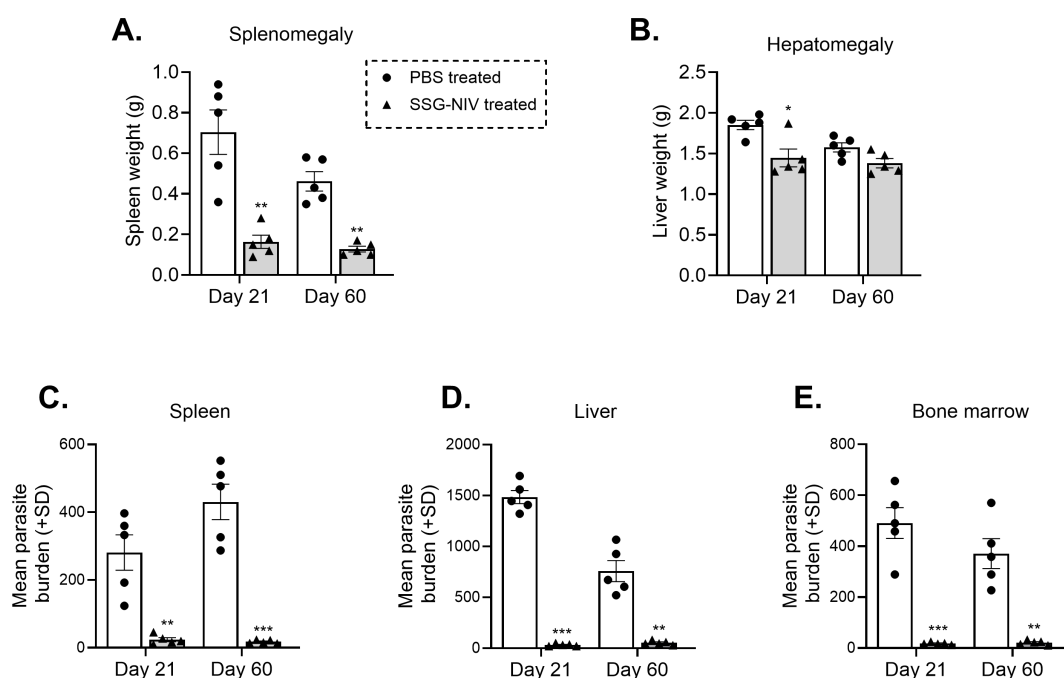 A.
Splenomegaly
PBS treated
SSG-NIV treated
Spleen weight (g)
1.0
0.8
0.6
0.4
0.2
0.0
**
**
Day 21
Day 60
B.
Hepatomegaly
Liver weight (g)
2.5
2.0
1.5
1.0
0.5
0.0
*
Day 21
Day 60
C.
Spleen
Mean parasite
burden (+SD)
600
400
200
0
**
***
Day 21
Day 60
D.
Liver
Mean parasite
burden (+SD)
2000
1500
1000
500
0
***
**
Day 21
Day 60
E.
Bone marrow
Mean parasite
burden (+SD)
800
600
400
200
0
***
**
Day 21
Day 60